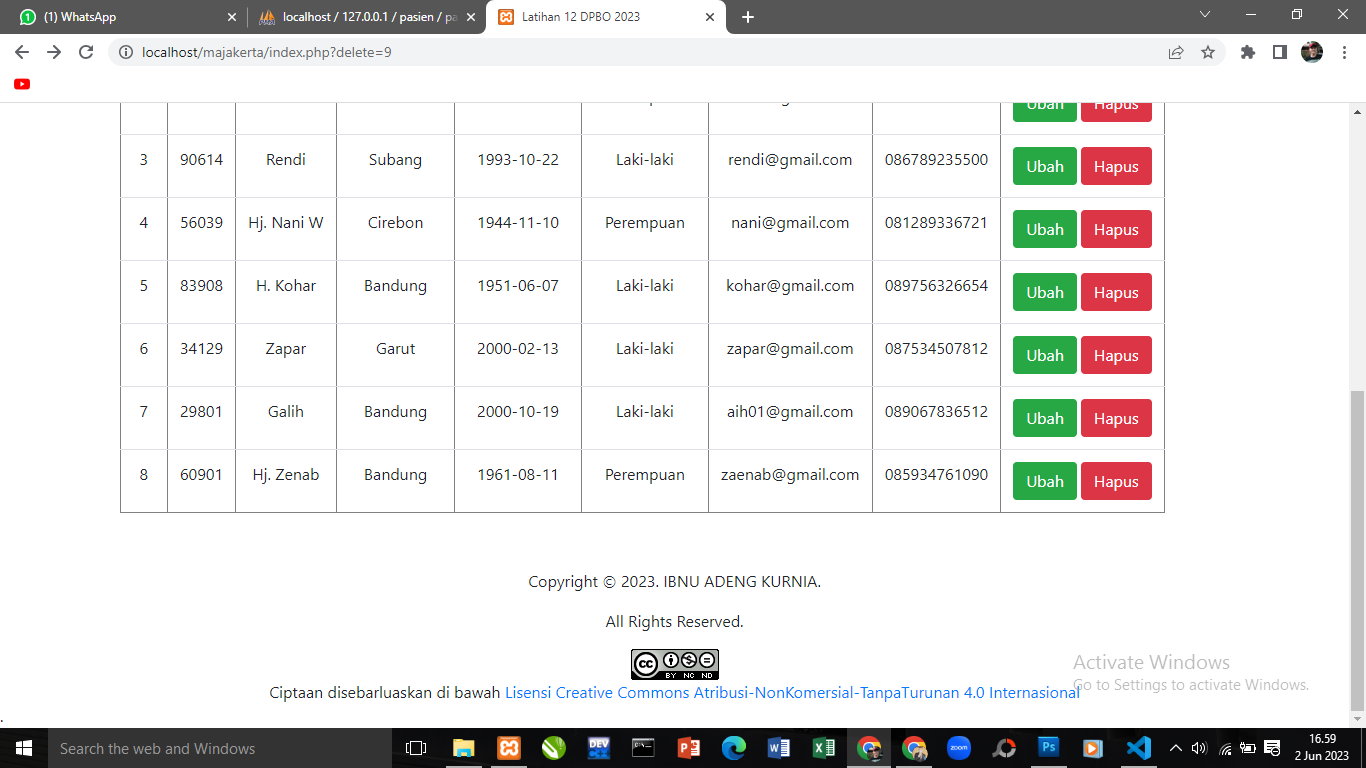 (1) WhatsApp
localhost / 127.0.0.1 / pasien / pa
Latihan 12 DPBO 2023
localhost/majakerta/index.php?delete=9
Ubah Hapus
3 90614 Rendi Subang 1993-10-22 Laki-laki rendi@gmail.com 086789235500 Ubah Hapus
4 56039 Hj. Nani W Cirebon 1944-11-10 Perempuan nani@gmail.com 081289336721 Ubah Hapus
5 83908 H. Kohar Bandung 1951-06-07 Laki-laki kohar@gmail.com 089756326654 Ubah Hapus
6 34129 Zapar Garut 2000-02-13 Laki-laki zapar@gmail.com 087534507812 Ubah Hapus
7 29801 Galih Bandung 2000-10-19 Laki-laki aih01@gmail.com 089067836512 Ubah Hapus
8 60901 Hj. Zenab Bandung 1961-08-11 Perempuan zaenab@gmail.com 085934761090 Ubah Hapus
Copyright © 2023. IBNU ADENG KURNIA.
All Rights Reserved.
cc BY NC ND
Ciptaan disebarluaskan di bawah Lisensi Creative Commons Atribusi-NonKomersial-TanpaTurunan 4.0 Internasional
.
Activate Windows
Go to Settings to activate Windows.
Search the web and Windows
DEV
zoom
Ps
16.59
2 Jun 2023